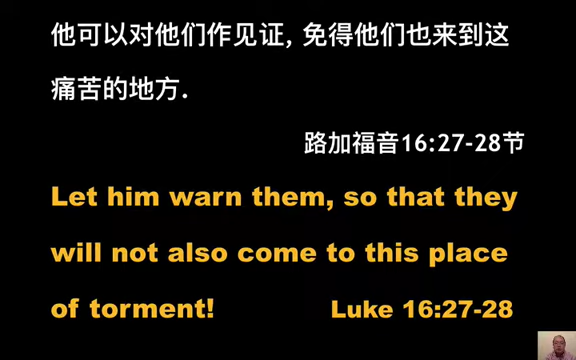 他可以对他们作见证, 免得他们也来到这
痛苦的地方.
路加福音16:27-28节
Let him warn them, so that they
will not also come to this place
of torment! Luke 16:27-28